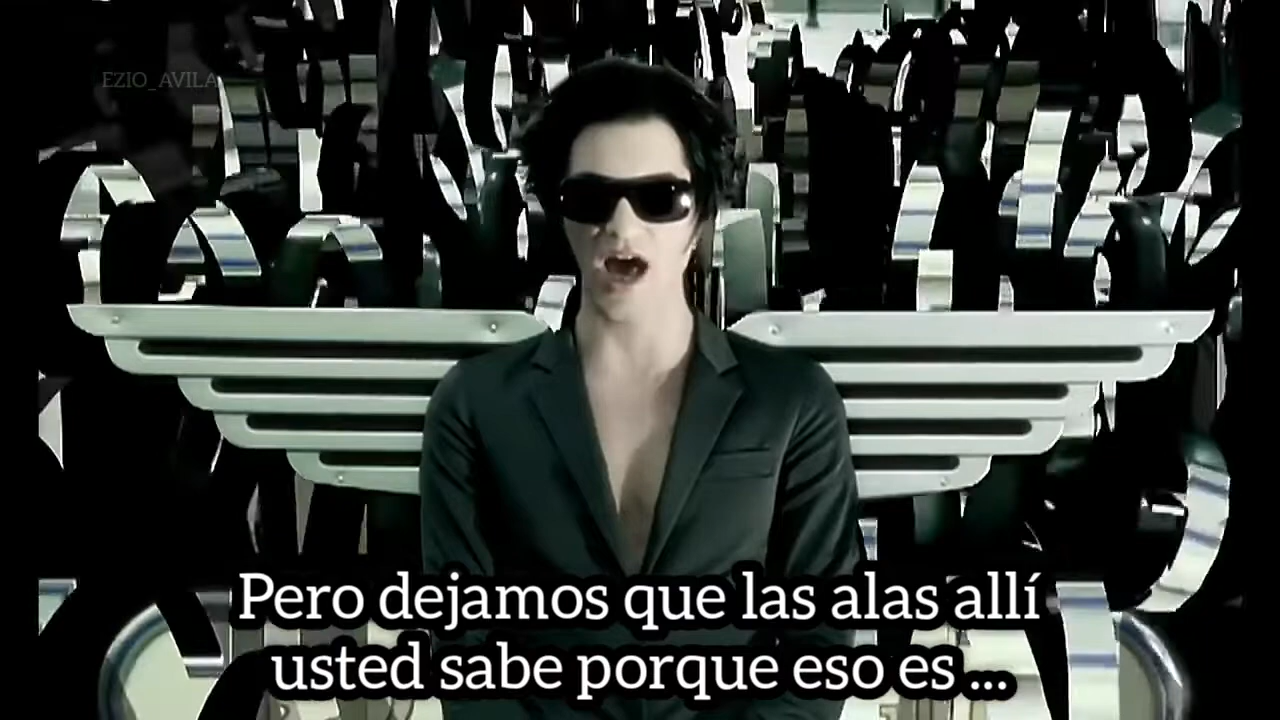 EZIO_AVILA
Pero dejamos que las alas allí
usted sabe porque eso es ...